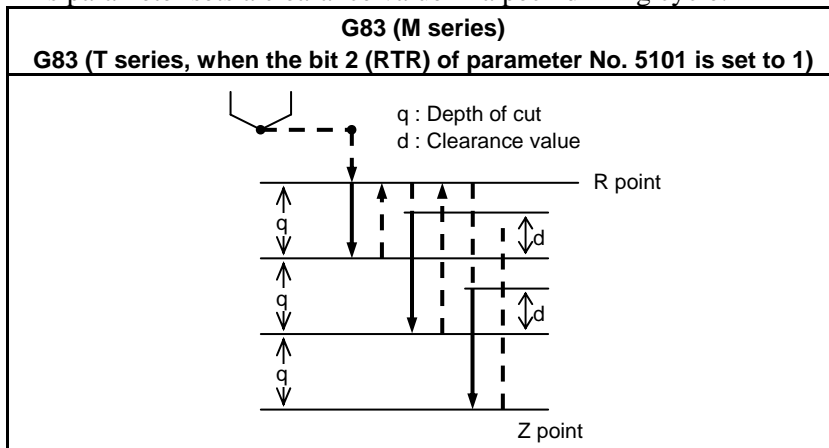 G83 (M series)
G83 (T series, when the bit 2 (RTR) of parameter No. 5101 is set to 1)
q : Depth of cut
d : Clearance value
R point
q
d
q
d
q
Z point